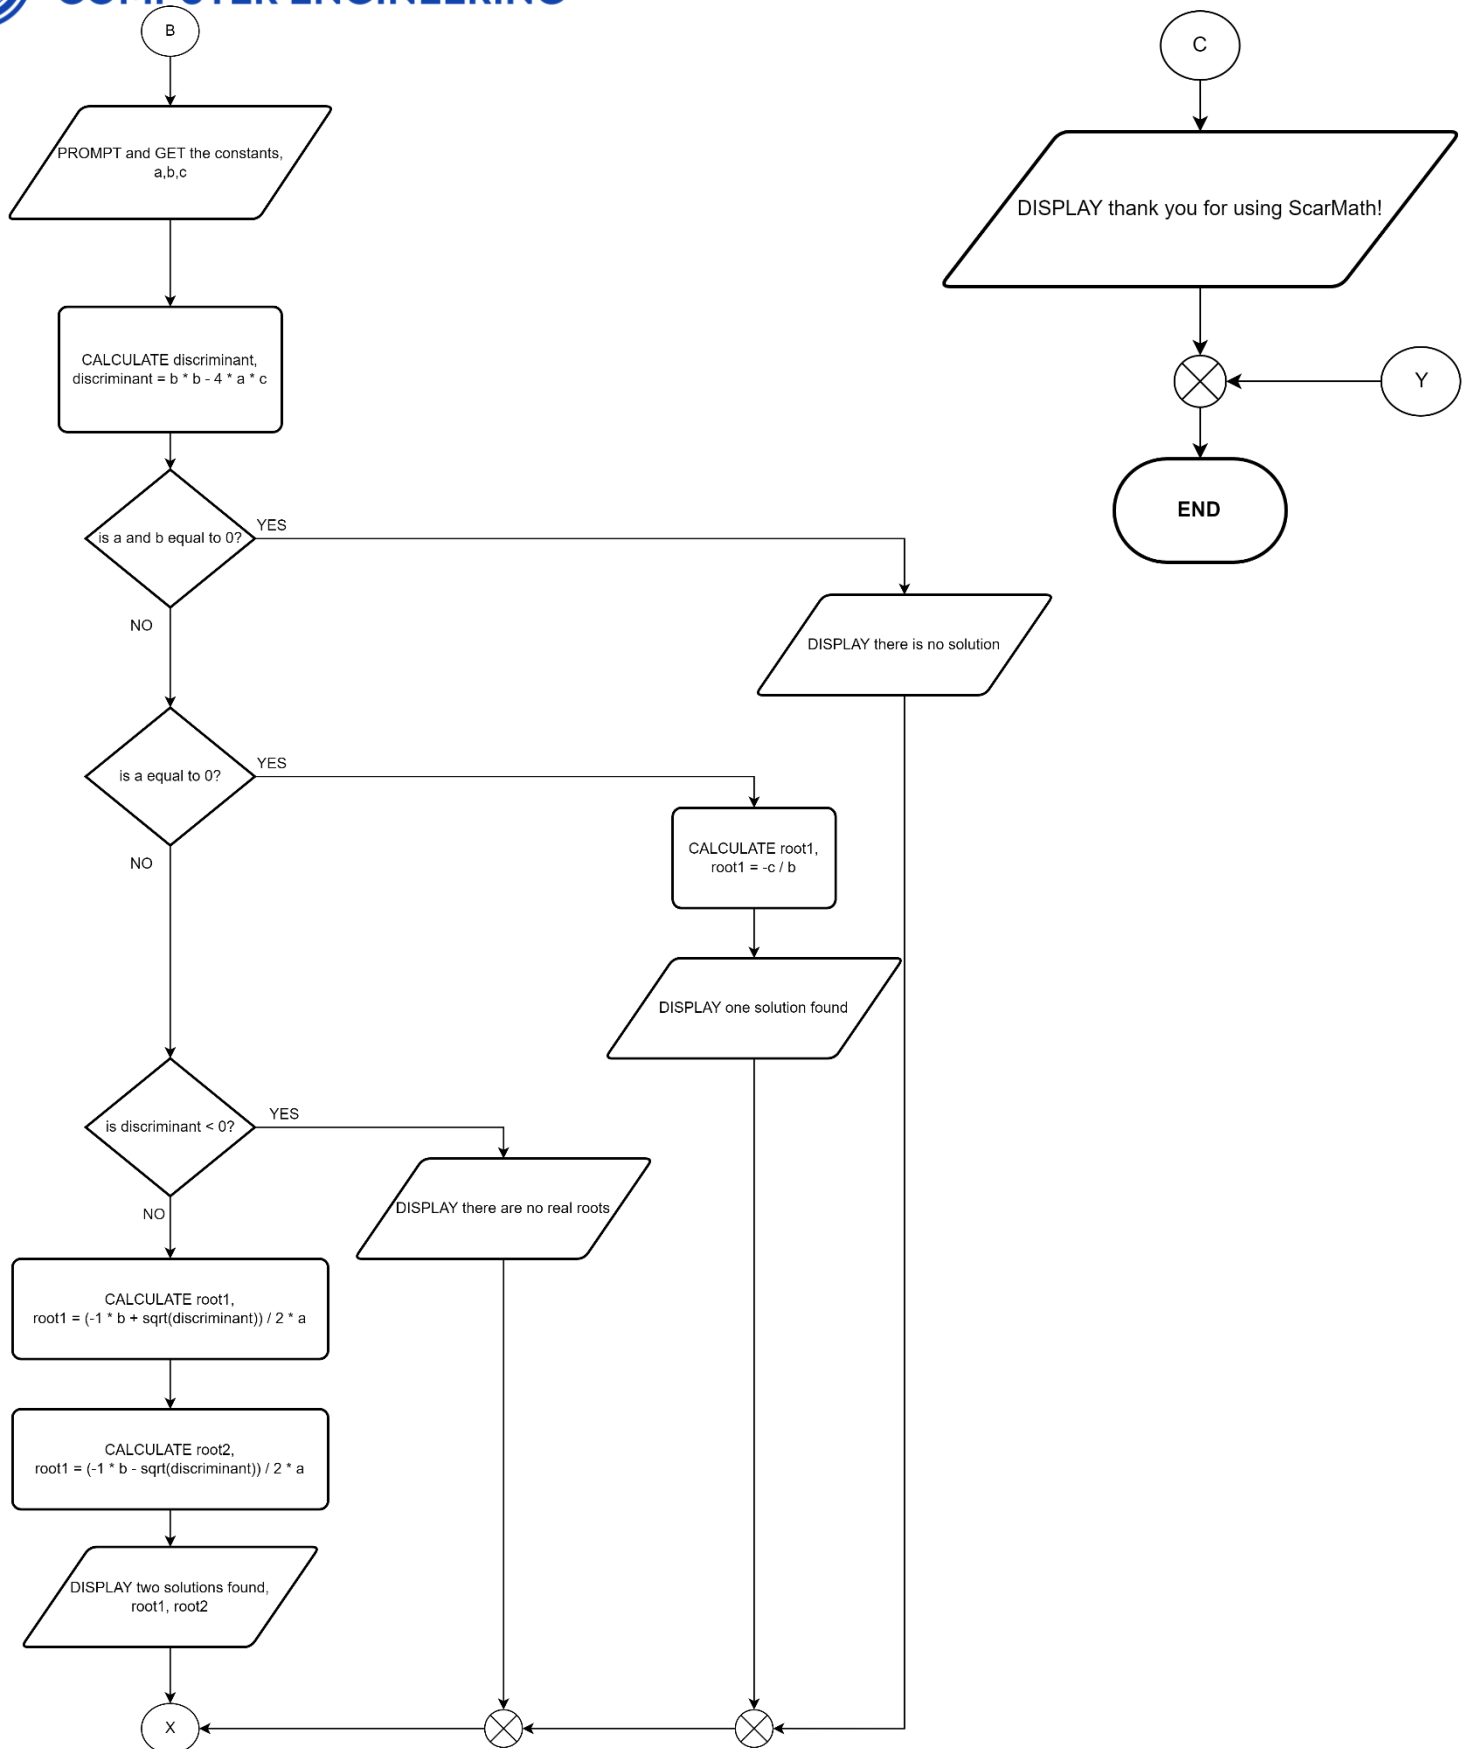 B
PROMPT and GET the constants,
a,b,c
CALCULATE discriminant,
discriminant = b * b - 4 * a * c
is a and b equal to 0?
YES
NO
DISPLAY there is no solution
is a equal to 0?
YES
NO
CALCULATE root1,
root1 = -c / b
DISPLAY one solution found
is discriminant < 0?
YES
NO
DISPLAY there are no real roots
CALCULATE root1,
root1 = (-1 * b + sqrt(discriminant)) / 2 * a
CALCULATE root2,
root1 = (-1 * b - sqrt(discriminant)) / 2 * a
DISPLAY two solutions found,
root1, root2
X
C
DISPLAY thank you for using ScarMath!
Y
END